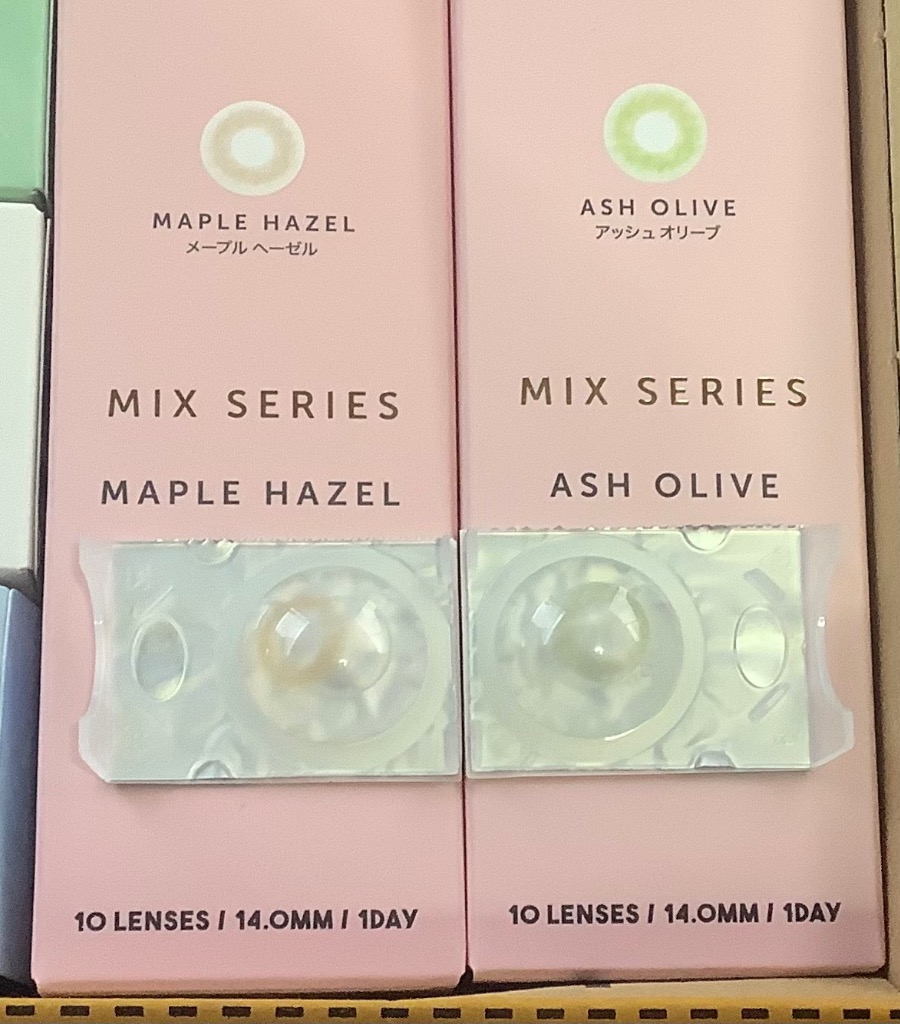 MAPLE HAZEL
メープル ヘーゼル
MIX SERIES
MAPLE HAZEL
10 LENSES / 14.0MM / 1DAY
ASH OLIVE
アッシュ オリーブ
MIX SERIES
ASH OLIVE
10 LENSES / 14.0MM / 1DAY